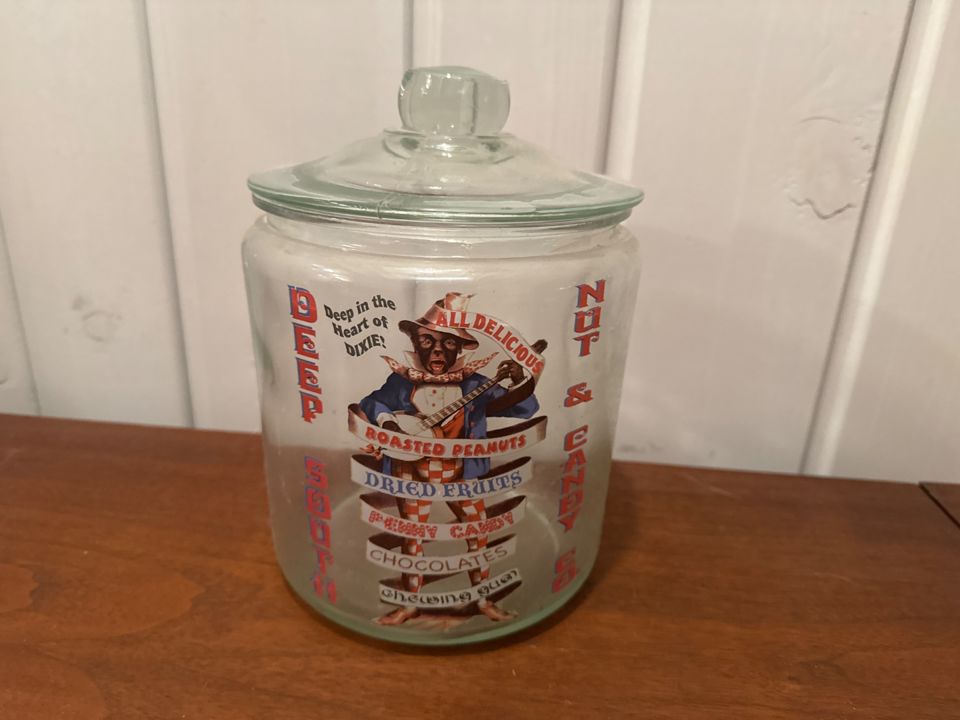 DEEP SOUTH
Deep in the
Heart of
DIXIE!
ALL DELICIOUS
ROASTED PEANUTS
DRIED FRUITS
PENNY CANDY
CHOCOLATES
CHEWING GUM
NUT & CANDY CO.